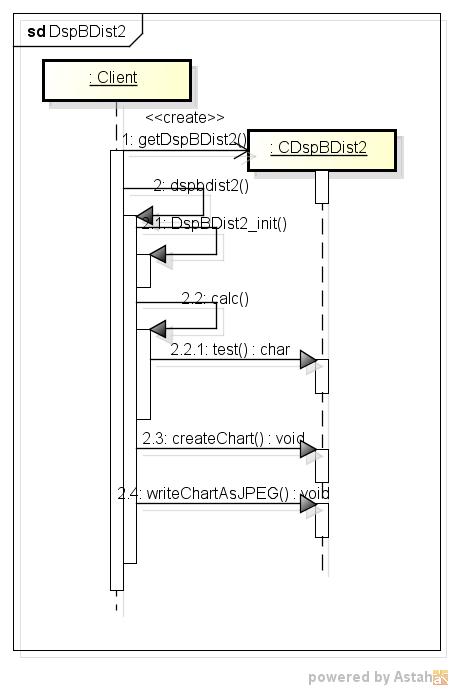 sd DspBDist2
: Client
<<create>>
1: getDspBDist2()
: CDspBDist2
2: dspbdist2()
2.1: DspBDist2_init()
2.2: calc()
2.2.1: test() : char
2.3: createChart() : void
2.4: writeChartAsJPEG() : void
powered by Astah